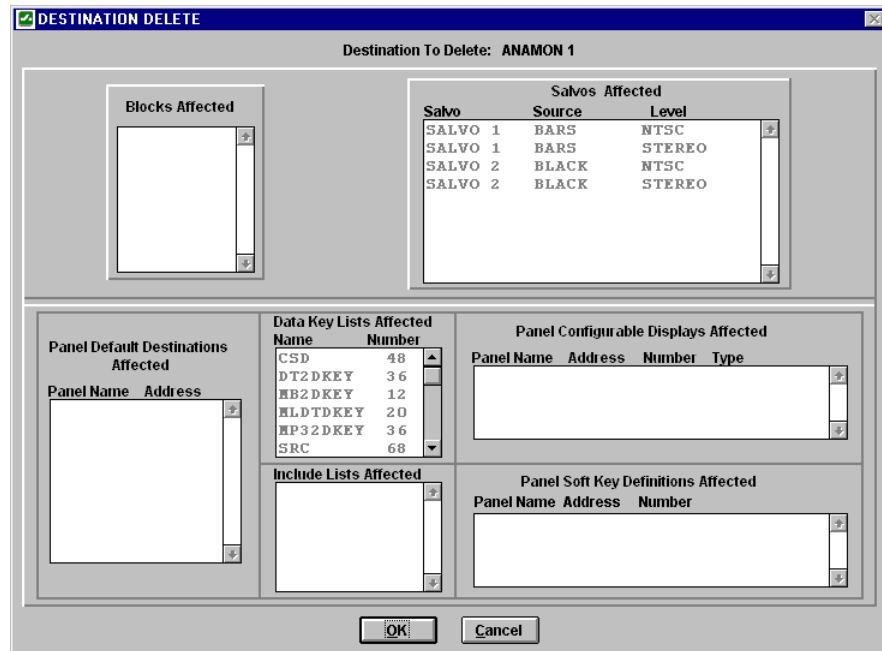 DESTINATION DELETE
Destination To Delete: ANAMON 1
Blocks Affected
Salvos Affected
Salvo Source Level
SALVO 1 BARS NTSC
SALVO 1 BARS STEREO
SALVO 2 BLACK NTSC
SALVO 2 BLACK STEREO
Panel Default Destinations
Affected
Panel Name Address
Data Key Lists Affected
Name Number
CSD 48
DT2DKEY 36
MB2DKEY 12
MLDTDKEY 20
MP32DKEY 36
SRC 68
Include Lists Affected
Panel Configurable Displays Affected
Panel Name Address Number Type
Panel Soft Key Definitions Affected
Panel Name Address Number
OK Cancel